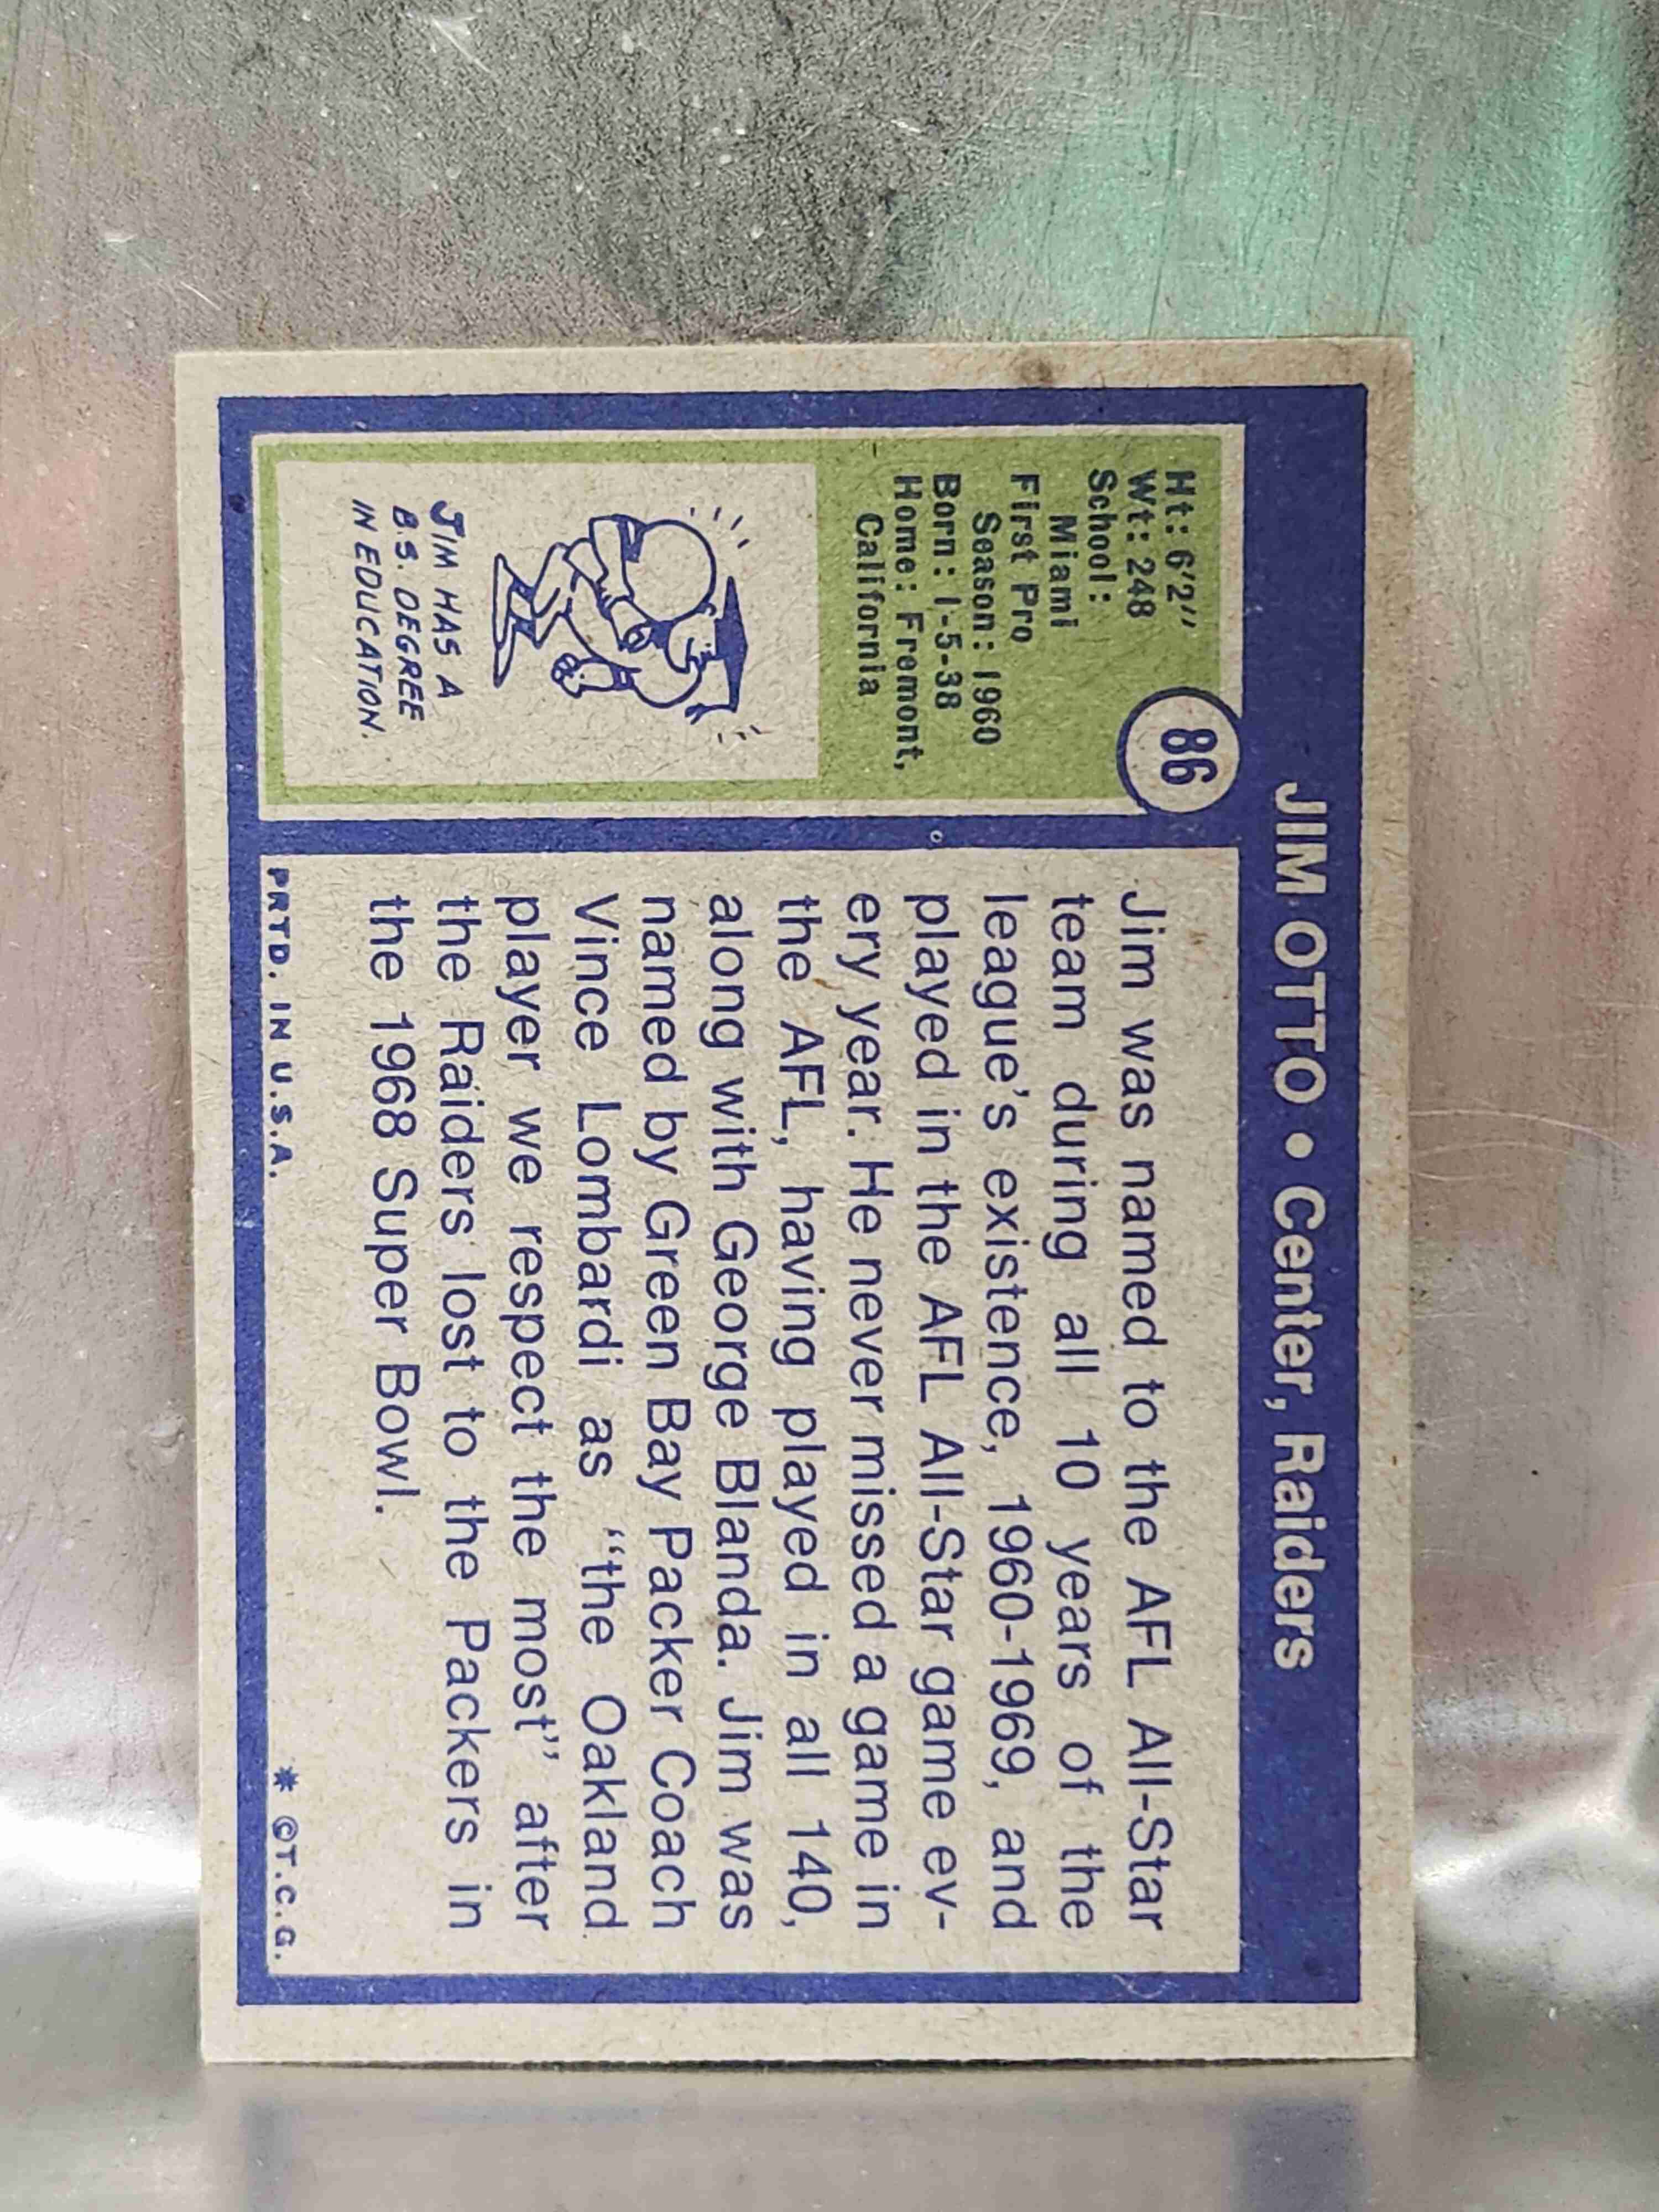 JIM OTTO • Center, Raiders
86
Ht: 6'2"
Wt: 248
School:
Miami
First Pro
Season: 1960
Born: 1-5-38
Home: Fremont,
California
JIM HAS A
B.S. DEGREE
IN EDUCATION.
Jim was named to the AFL All-Star
team during all 10 years of the
league's existence, 1960-1969, and
played in the AFL All-Star game ev-
ery year. He never missed a game in
the AFL, having played in all 140,
along with George Blanda. Jim was
named by Green Bay Packer Coach
Vince Lombardi as "the Oakland
player we respect the most" after
the Raiders lost to the Packers in
the 1968 Super Bowl.
PRTD. IN U.S.A.
* ©T.C.G.